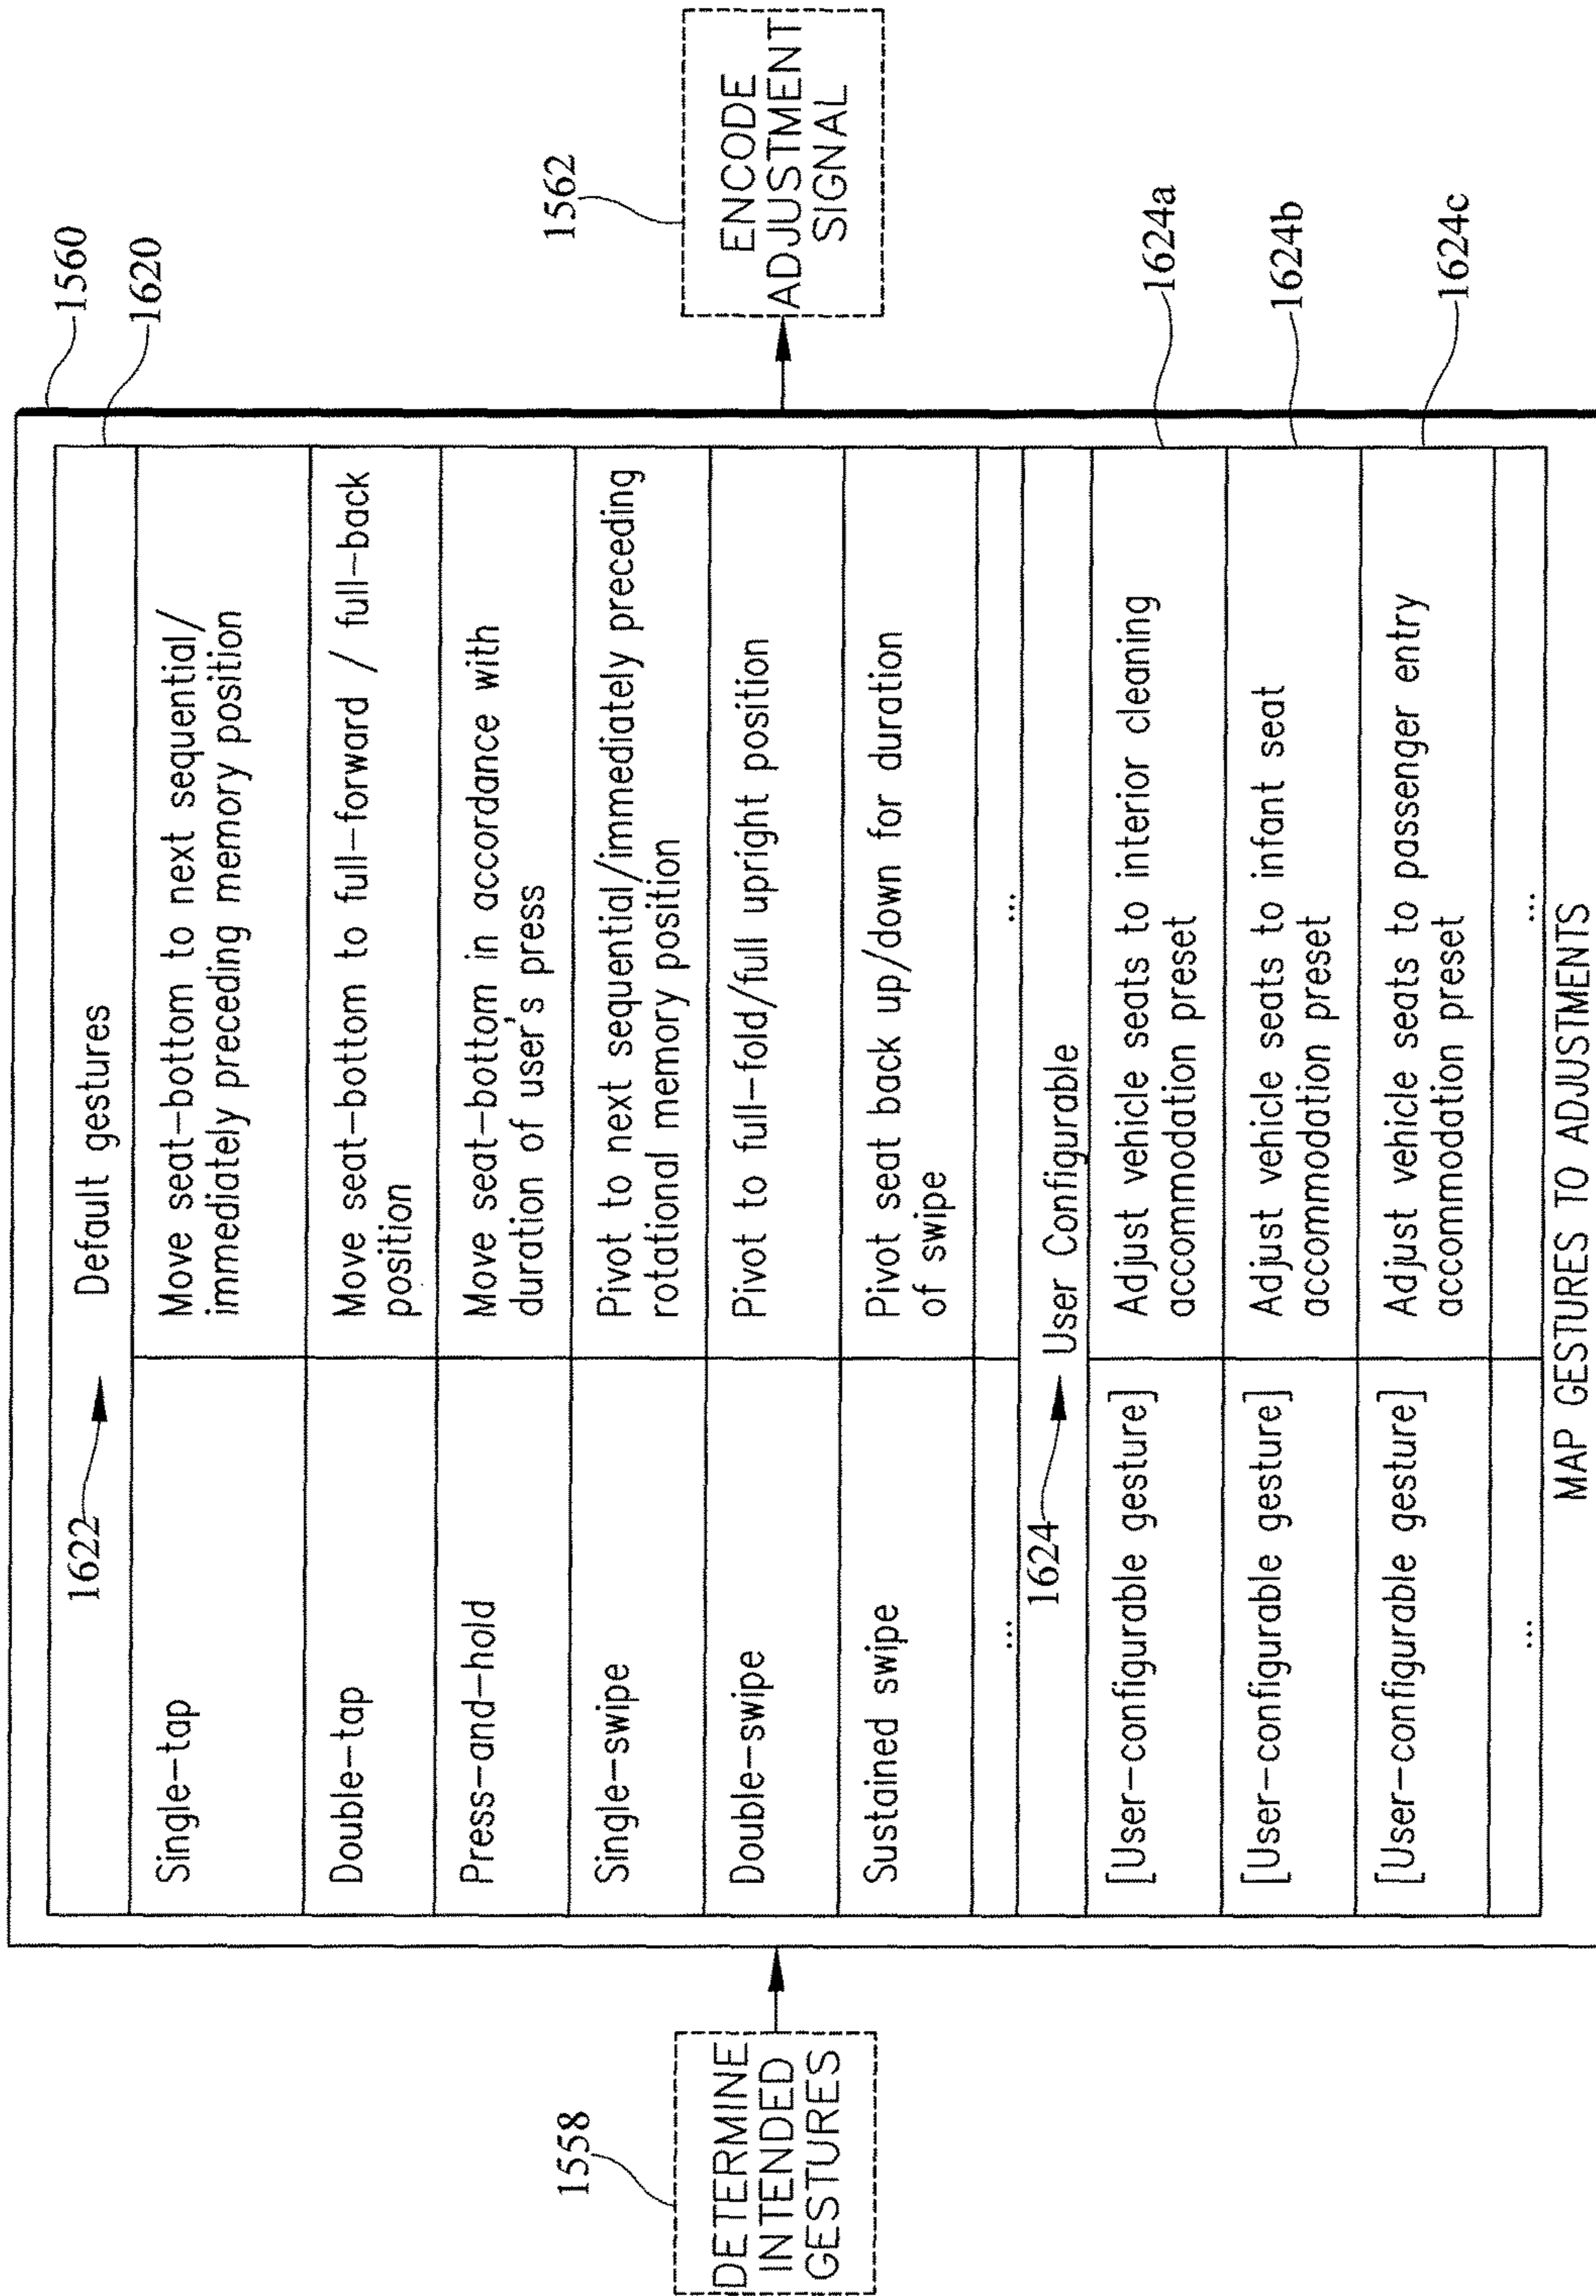 1558
DETERMINE
INTENDED
GESTURES
1560
1620
1622
Default gestures
Single-tap
Move seat-bottom to next sequential/
immediately preceding memory position
Double-tap
Move seat-bottom to full-forward / full-back
position
Press-and-hold
Move seat-bottom in accordance with
duration of user's press
Single-swipe
Pivot to next sequential/immediately preceding
rotational memory position
Double-swipe
Pivot to full-fold/full upright position
Sustained swipe
Pivot seat back up/down for duration
of swipe
...
...
1624
User Configurable
[User-configurable gesture]
Adjust vehicle seats to interior cleaning
accommodation preset
1624a
[User-configurable gesture]
Adjust vehicle seats to infant seat
accommodation preset
1624b
[User-configurable gesture]
Adjust vehicle seats to passenger entry
accommodation preset
1624c
...
...
MAP GESTURES TO ADJUSTMENTS
1562
ENCODE
ADJUSTMENT
SIGNAL